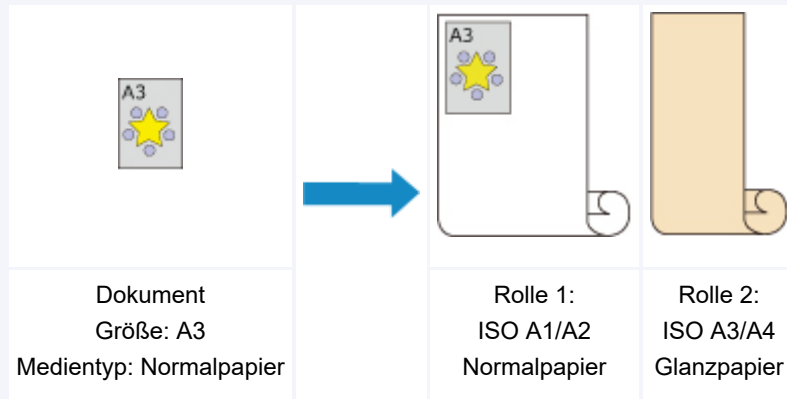 A3
A3
Dokument
Größe: A3
Medientyp: Normalpapier
Rolle 1:
ISO A1/A2
Normalpapier
Rolle 2:
ISO A3/A4
Glanzpapier